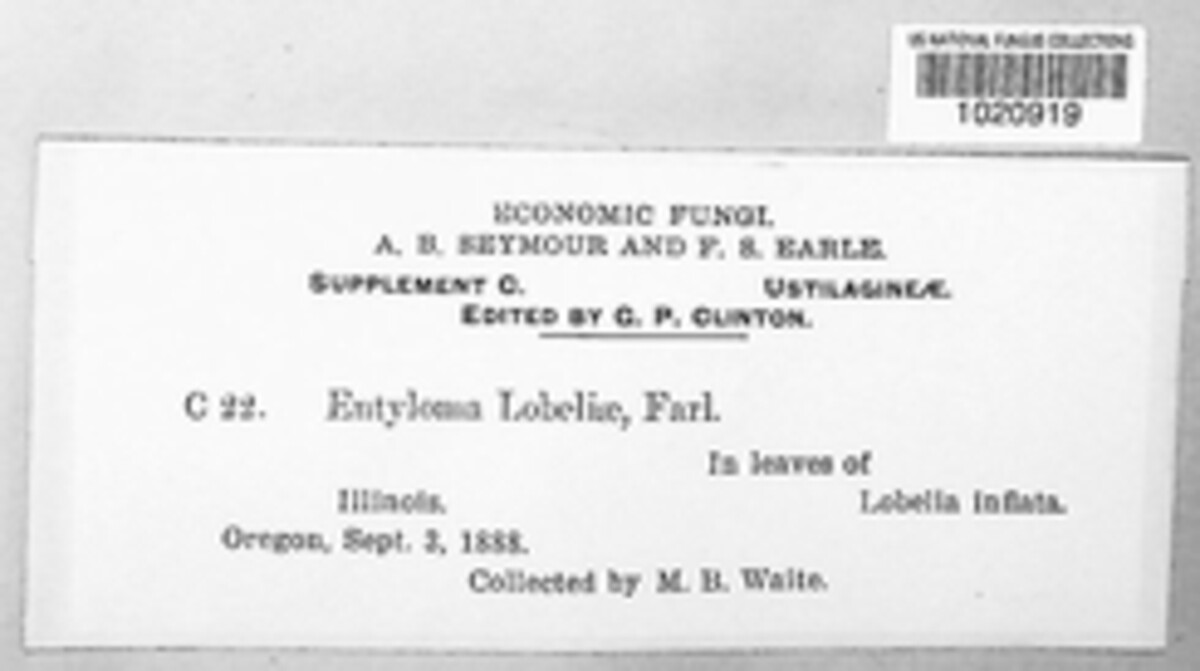 US NATIONAL FUNGUS COLLECTIONS
1020919
ECONOMIC FUNGI.
A. B. SEYMOUR AND F. S. EARLE.
SUPPLEMENT C. USTILAGINEÆ.
EDITED BY G. P. CLINTON.
C 22. Entyloma Lobeliæ, Farl.
In leaves of
Illinois. Lobelia inflata.
Oregon, Sept. 3, 1888.
Collected by M. B. Waite.